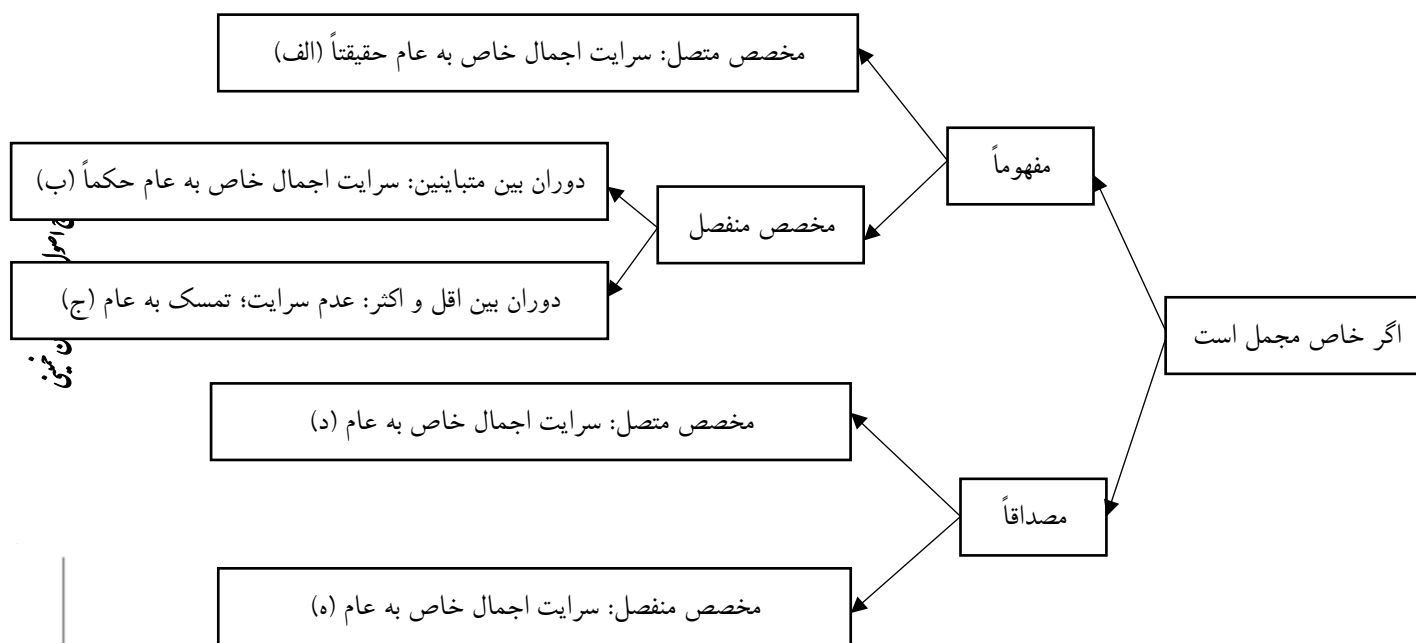 اگر خاص مجمل است
مفهوماً
مخصص متصل: سرایت اجمال خاص به عام حقیقتاً (الف)
مخصص منفصل
دوران بین متباینین: سرایت اجمال خاص به عام حکماً (ب)
دوران بین اقل و اکثر: عدم سرایت؛ تمسک به عام (ج)
مصداقاً
مخصص متصل: سرایت اجمال خاص به عام (د)
مخصص منفصل: سرایت اجمال خاص به عام (ه)
اصول
خمینی